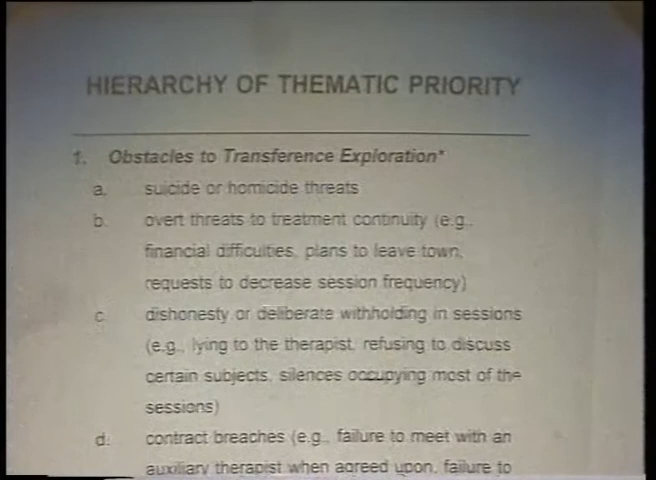 HIERARCHY OF THEMATIC PRIORITY
1. Obstacles to Transference Exploration*
a. suicide or homicide threats
b. overt threats to treatment continuity (e.g.,
financial difficulties, plans to leave town,
requests to decrease session frequency)
c. dishonesty or deliberate withholding in sessions
(e.g., lying to the therapist, refusing to discuss
certain subjects, silences occupying most of the
sessions)
d. contract breaches (e.g., failure to meet with an
auxiliary therapist when agreed upon, failure to